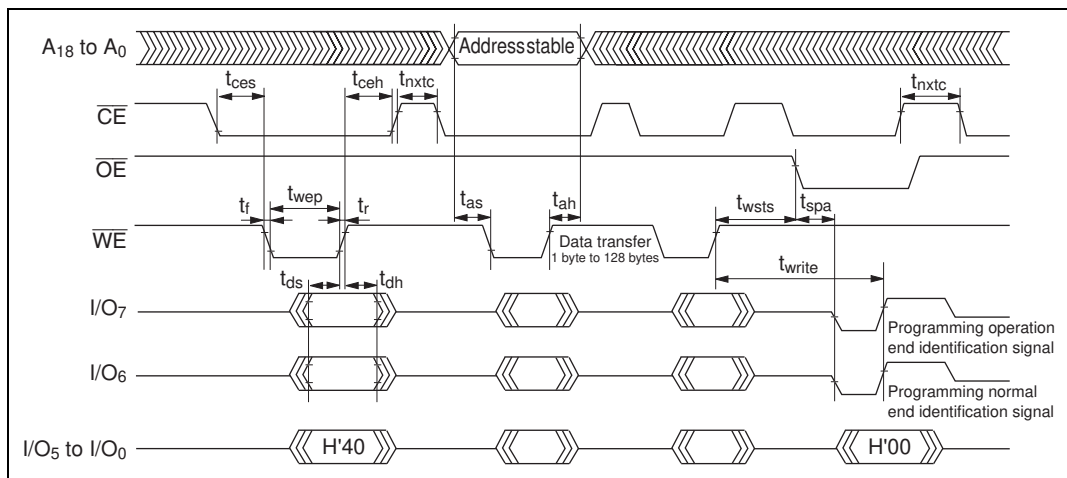 A18 to A0
Address stable
tces
tceh
tnxtc
tnxtc
CE
OE
tf
twep
tr
tas
tah
twsts
tspa
WE
Data transfer
1 byte to 128 bytes
twrite
tds
tdh
I/O7
Programming operation
end identification signal
I/O6
Programming normal
end identification signal
I/O5 to I/O0
H'40
H'00